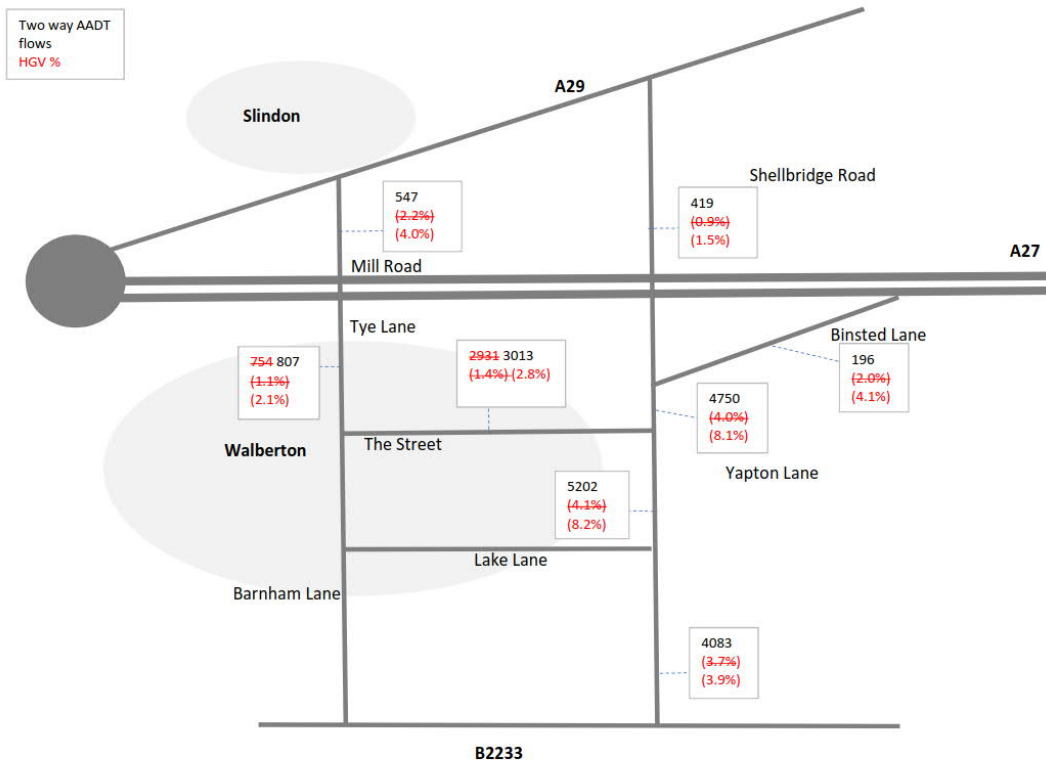 Two way AADT
flows
HGV %
A29
Slindon
Shellbridge Road
547
(2.2%)
(4.0%)
419
(0.9%)
(1.5%)
A27
Mill Road
Tye Lane
Binsted Lane
754 807
(1.1%)
(2.1%)
2931 3013
(1.4%) (2.8%)
196
(2.0%)
(4.1%)
4750
(4.0%)
(8.1%)
The Street
Walberton
Yapton Lane
5202
(4.1%)
(8.2%)
Lake Lane
Barnham Lane
4083
(3.7%)
(3.9%)
B2233